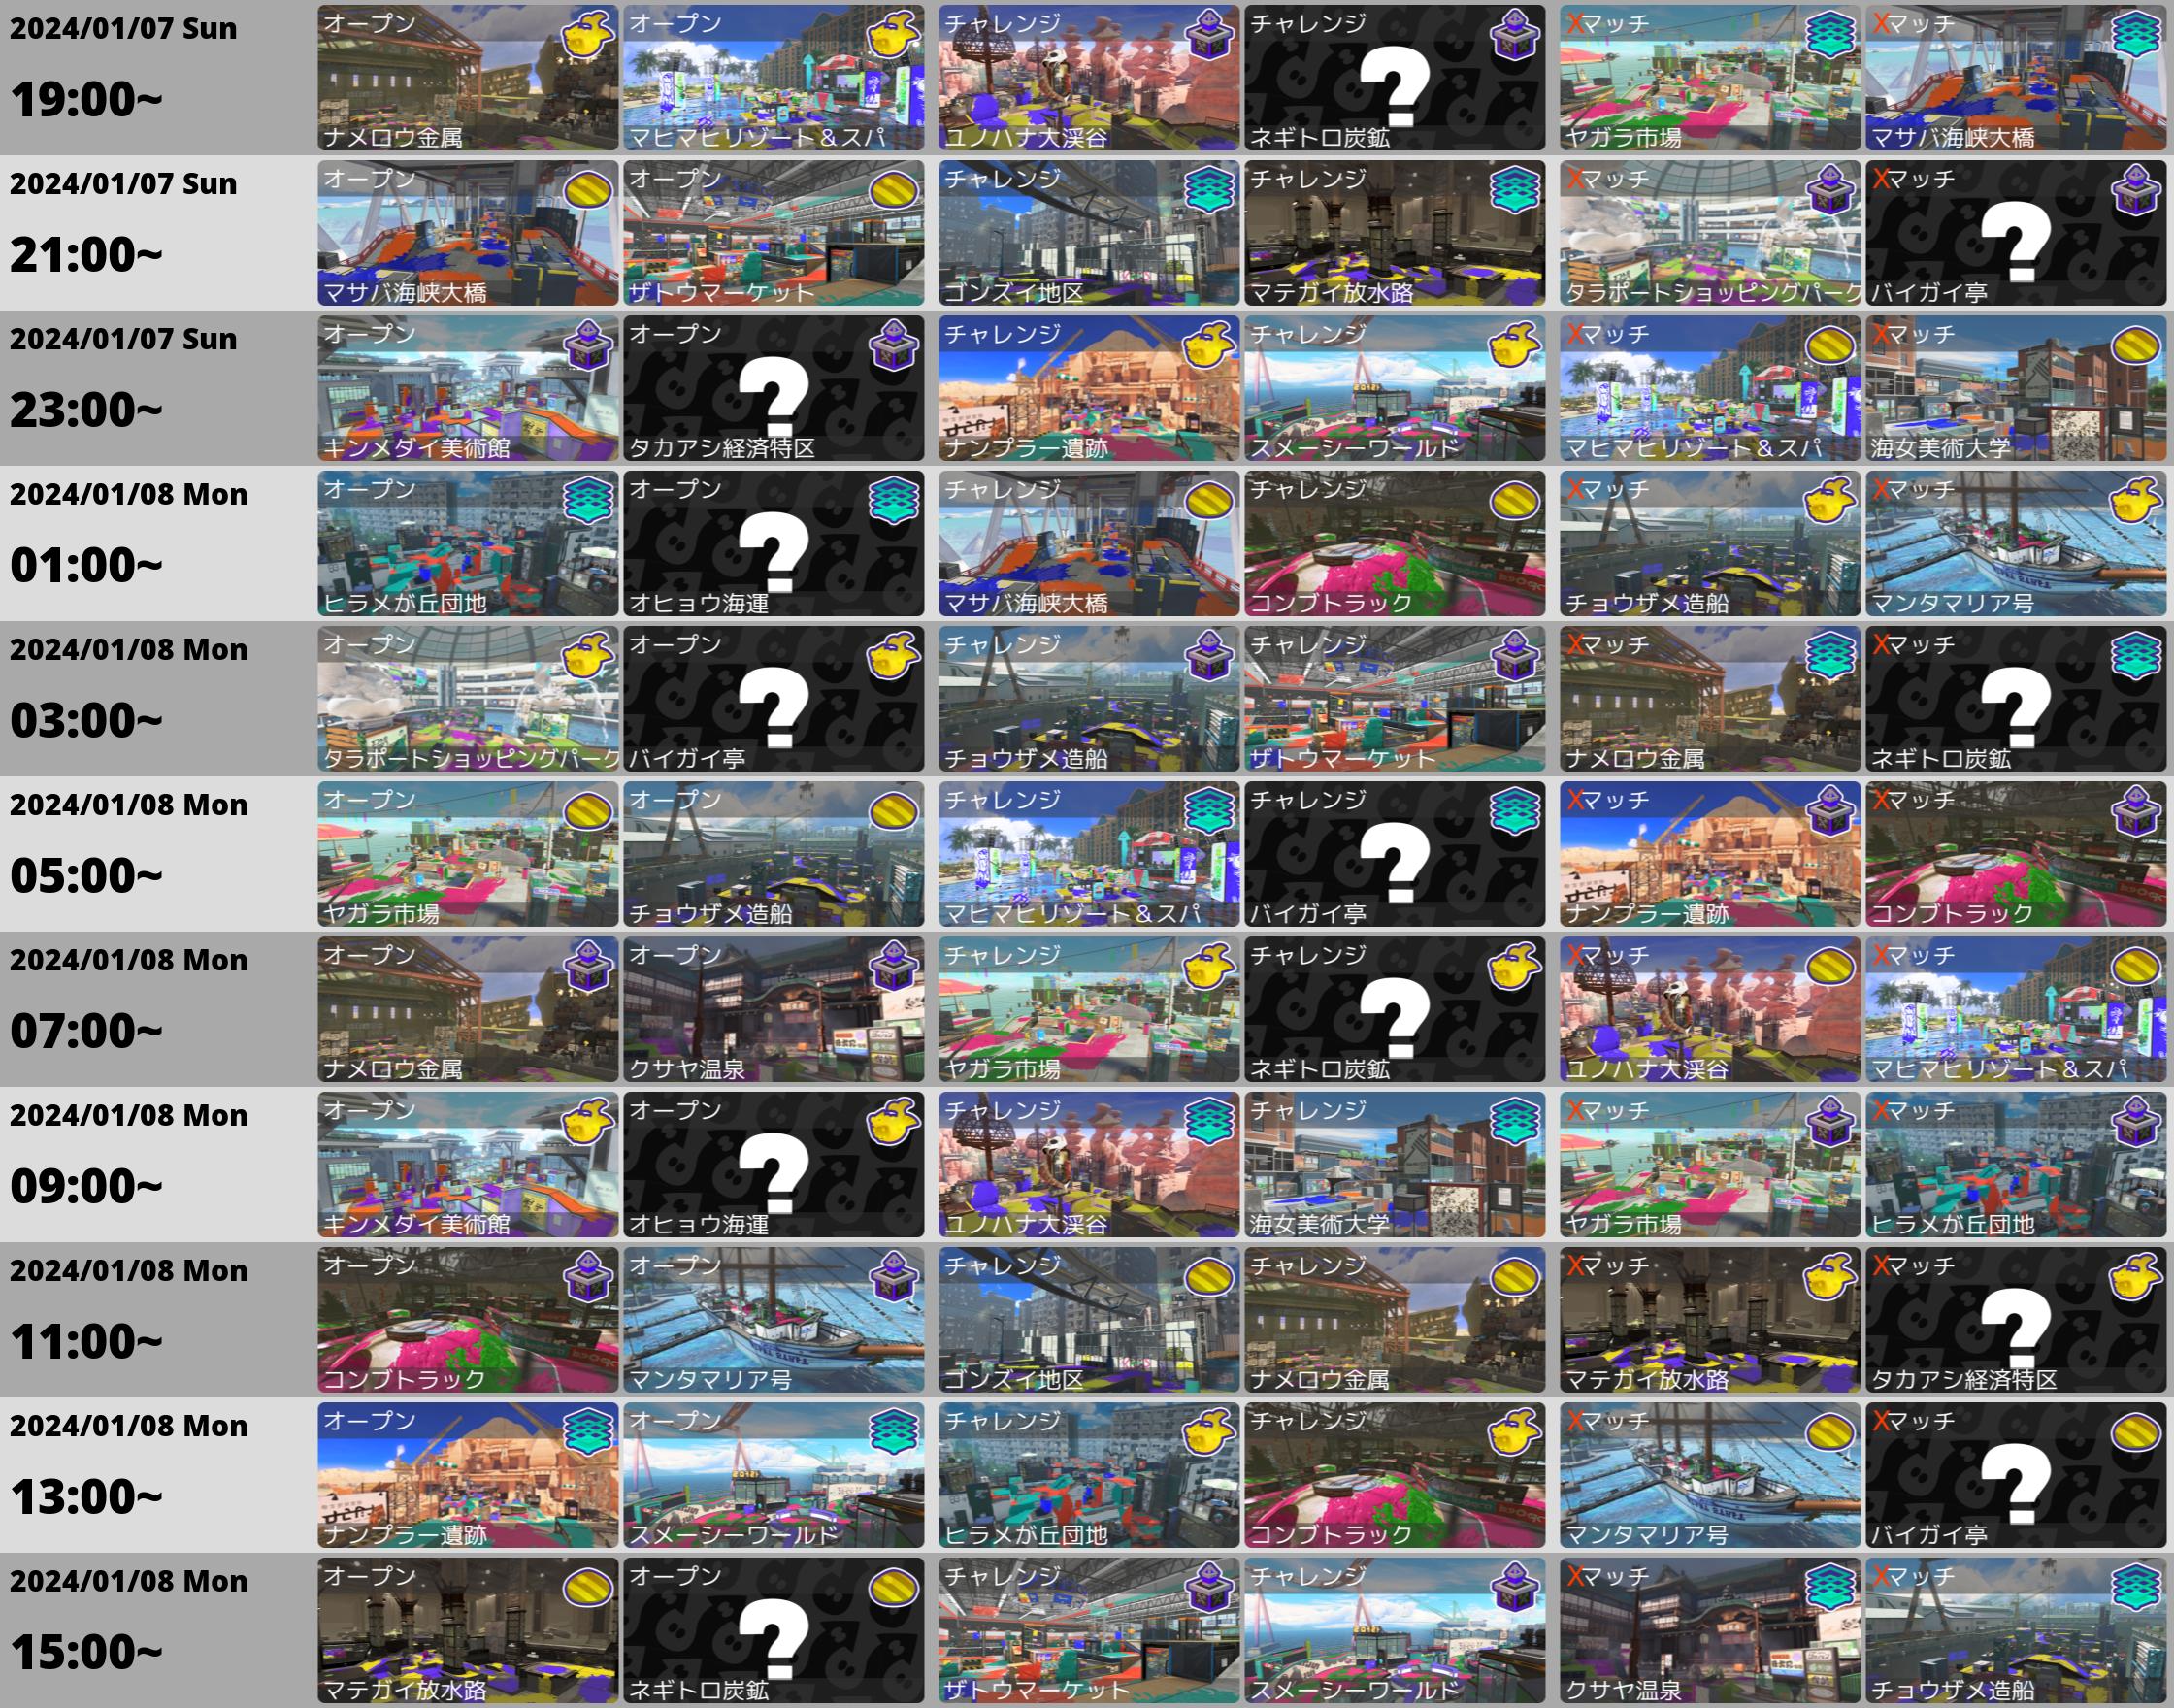 2024/01/07 Sun
19:00~
オープン
ナメロウ金属
オープン
マヒマヒリゾート＆スパ
チャレンジ
ユノハナ大渓谷
チャレンジ
?
ネギトロ炭鉱
Xマッチ
ヤガラ市場
Xマッチ
マサバ海峡大橋
2024/01/07 Sun
21:00~
オープン
マサバ海峡大橋
オープン
ザトウマーケット
チャレンジ
ゴンズイ地区
チャレンジ
マテガイ放水路
Xマッチ
タラポートショッピングパーク
Xマッチ
?
バイガイ亭
2024/01/07 Sun
23:00~
オープン
キンメダイ美術館
オープン
?
タカアシ経済特区
チャレンジ
ナンプラー遺跡
チャレンジ
スメーシーワールド
Xマッチ
マヒマヒリゾート＆スパ
Xマッチ
海女美術大学
2024/01/08 Mon
01:00~
オープン
ヒラメが丘団地
オープン
?
オヒョウ海運
チャレンジ
マサバ海峡大橋
チャレンジ
コンブトラック
Xマッチ
チョウザメ造船
Xマッチ
マンタマリア号
2024/01/08 Mon
03:00~
オープン
タラポートショッピングパーク
オープン
?
バイガイ亭
チャレンジ
チョウザメ造船
チャレンジ
ザトウマーケット
Xマッチ
ナメロウ金属
Xマッチ
?
ネギトロ炭鉱
2024/01/08 Mon
05:00~
オープン
ヤガラ市場
オープン
チョウザメ造船
チャレンジ
マヒマヒリゾート＆スパ
チャレンジ
?
バイガイ亭
Xマッチ
ナンプラー遺跡
Xマッチ
コンブトラック
2024/01/08 Mon
07:00~
オープン
ナメロウ金属
オープン
クサヤ温泉
チャレンジ
ヤガラ市場
チャレンジ
?
ネギトロ炭鉱
Xマッチ
ユノハナ大渓谷
Xマッチ
マヒマヒリゾート＆スパ
2024/01/08 Mon
09:00~
オープン
キンメダイ美術館
オープン
?
オヒョウ海運
チャレンジ
ユノハナ大渓谷
チャレンジ
海女美術大学
Xマッチ
ヤガラ市場
Xマッチ
ヒラメが丘団地
2024/01/08 Mon
11:00~
オープン
コンブトラック
オープン
マンタマリア号
チャレンジ
ゴンズイ地区
チャレンジ
ナメロウ金属
Xマッチ
マテガイ放水路
Xマッチ
?
タカアシ経済特区
2024/01/08 Mon
13:00~
オープン
ナンプラー遺跡
オープン
スメーシーワールド
チャレンジ
ヒラメが丘団地
チャレンジ
コンブトラック
Xマッチ
マンタマリア号
Xマッチ
?
バイガイ亭
2024/01/08 Mon
15:00~
オープン
マテガイ放水路
オープン
?
ネギトロ炭鉱
チャレンジ
ザトウマーケット
チャレンジ
スメーシーワールド
Xマッチ
クサヤ温泉
Xマッチ
チョウザメ造船